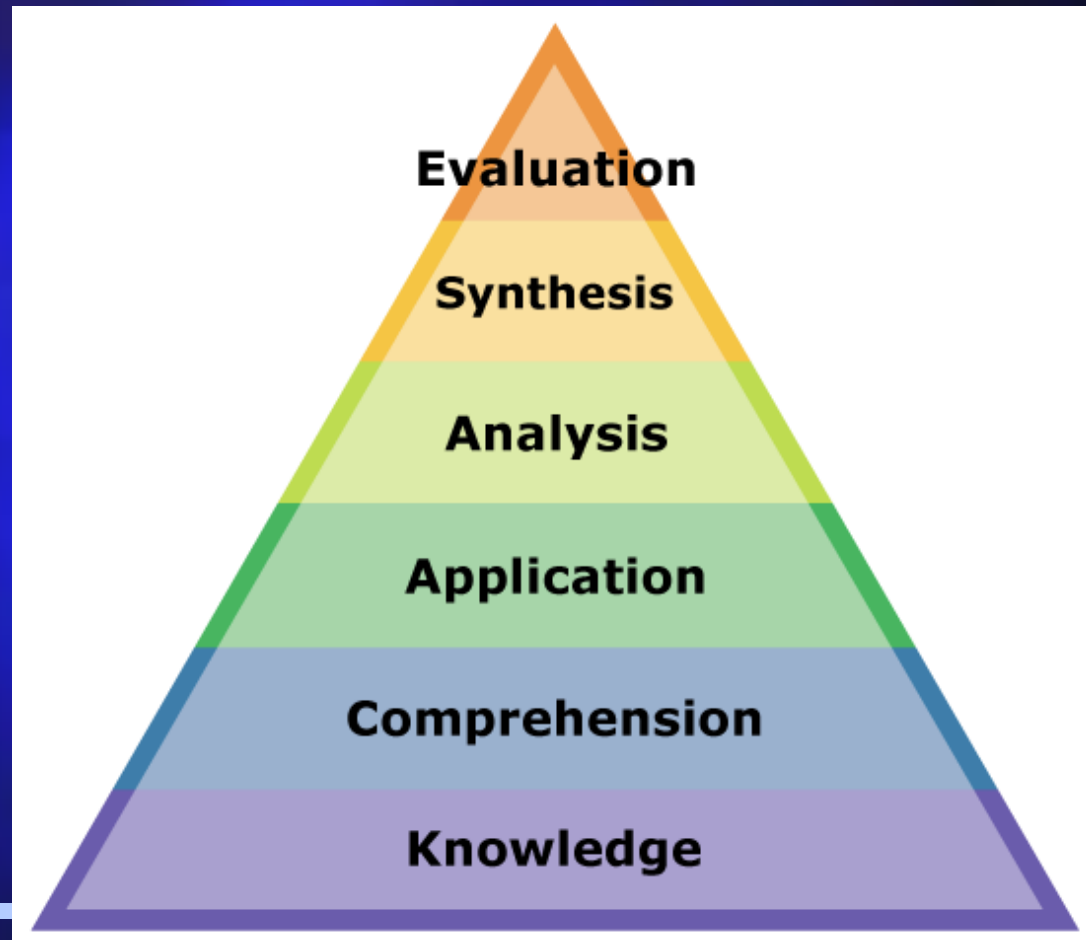 Evaluation
Synthesis
Analysis
Application
Comprehension
Knowledge